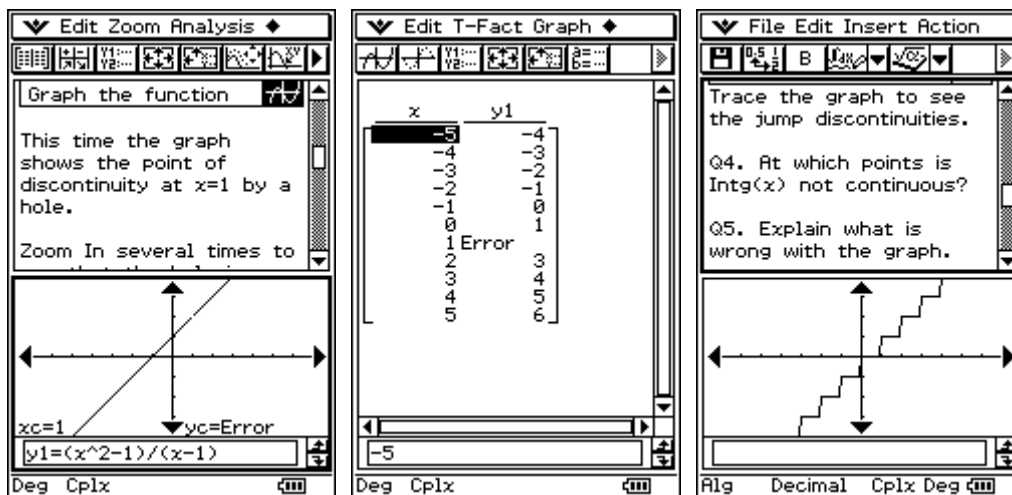 Edit Zoom Analysis ◆
Graph the function
This time the graph
shows the point of
discontinuity at x=1 by a
hole.
Zoom In several times to
xc=1
yc=Error
y1=(x^2-1)/(x-1)
Deg Cplx
Edit T-Fact Graph ◆
x y1
-5 -4
-4 -3
-3 -2
-2 -1
-1 0
0 1
1 Error
2 3
3 4
4 5
5 6
-5
Deg Cplx
File Edit Insert Action
B
Trace the graph to see
the jump discontinuities.
Q4. At which points is
Intg(x) not continuous?
Q5. Explain what is
wrong with the graph.
Alg Decimal Cplx Deg